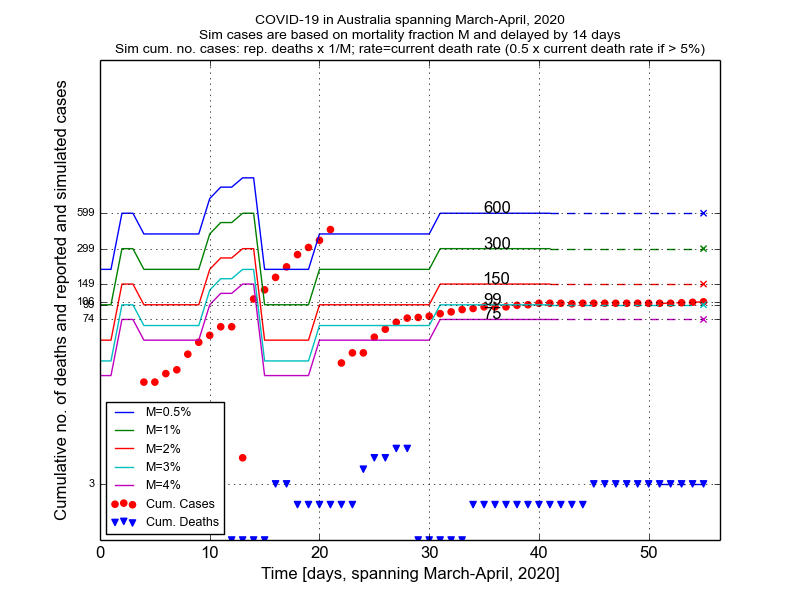 COVID-19 in Australia spanning March-April, 2020
Sim cases are based on mortality fraction M and delayed by 14 days
Sim cum. no. cases: rep. deaths x 1/M; rate=current death rate (0.5 x current death rate if > 5%)
Cumulative no. of deaths and reported and simulated cases
599
299
149
74
3
600
300
150
99
75
M=0.5%
M=1%
M=2%
M=3%
M=4%
Cum. Cases
Cum. Deaths
0 10 20 30 40 50
Time [days, spanning March-April, 2020]